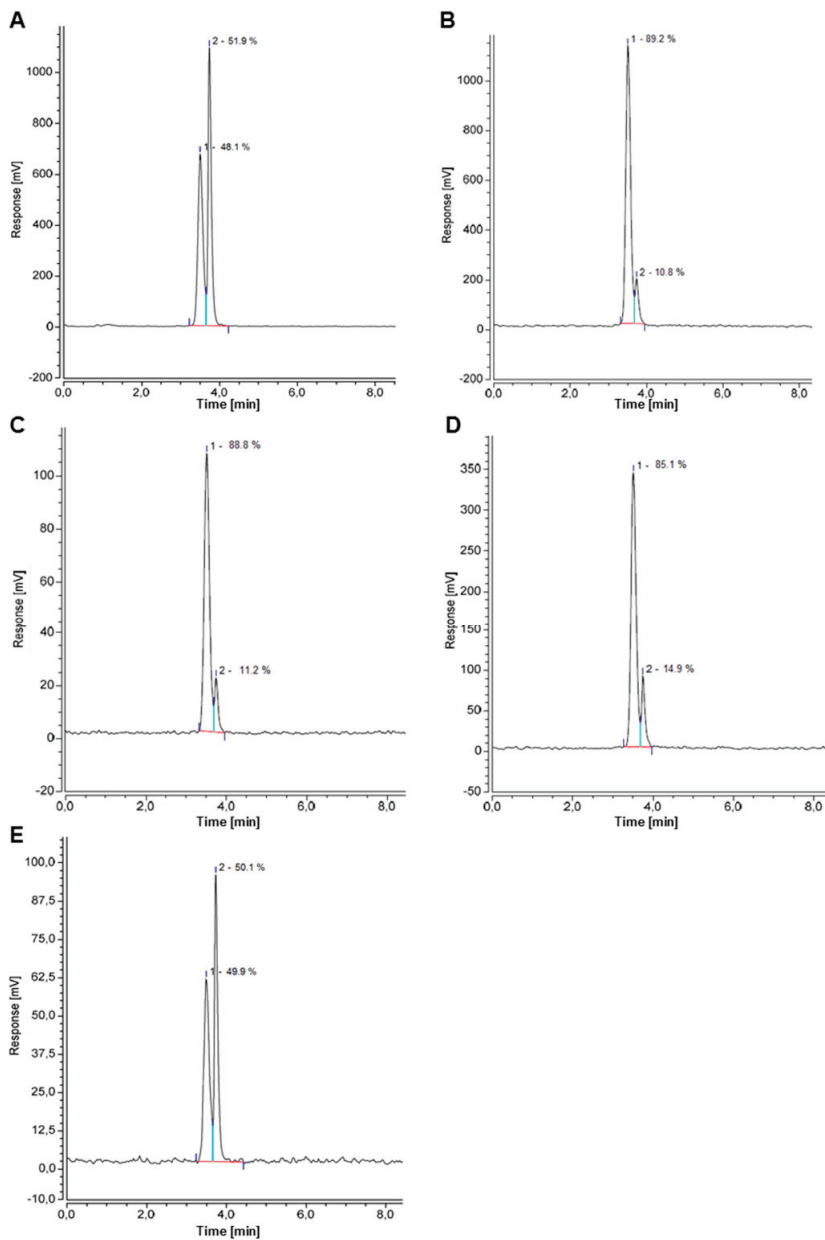 A
2 - 51.9 %
1 - 48.1 %
1000
800
600
400
200
0
-200
Response [mV]
0,0 2,0 4,0 6,0 8,0
Time [min]
B
1 - 89.2 %
2 - 10.8 %
1000
800
600
400
200
0
-200
Response [mV]
0,0 2,0 4,0 6,0 8,0
Time [min]
C
1 - 88.8 %
2 - 11.2 %
100
80
60
40
20
0
-20
Response [mV]
0,0 2,0 4,0 6,0 8,0
Time [min]
D
1 - 85.1 %
2 - 14.9 %
350
300
250
200
150
100
50
0
-50
Response [mV]
0,0 2,0 4,0 6,0 8,0
Time [min]
E
2 - 50.1 %
1 - 49.9 %
100,0
87,5
75,0
62,5
50,0
37,5
25,0
12,5
0,0
-10,0
Response [mV]
0,0 2,0 4,0 6,0 8,0
Time [min]